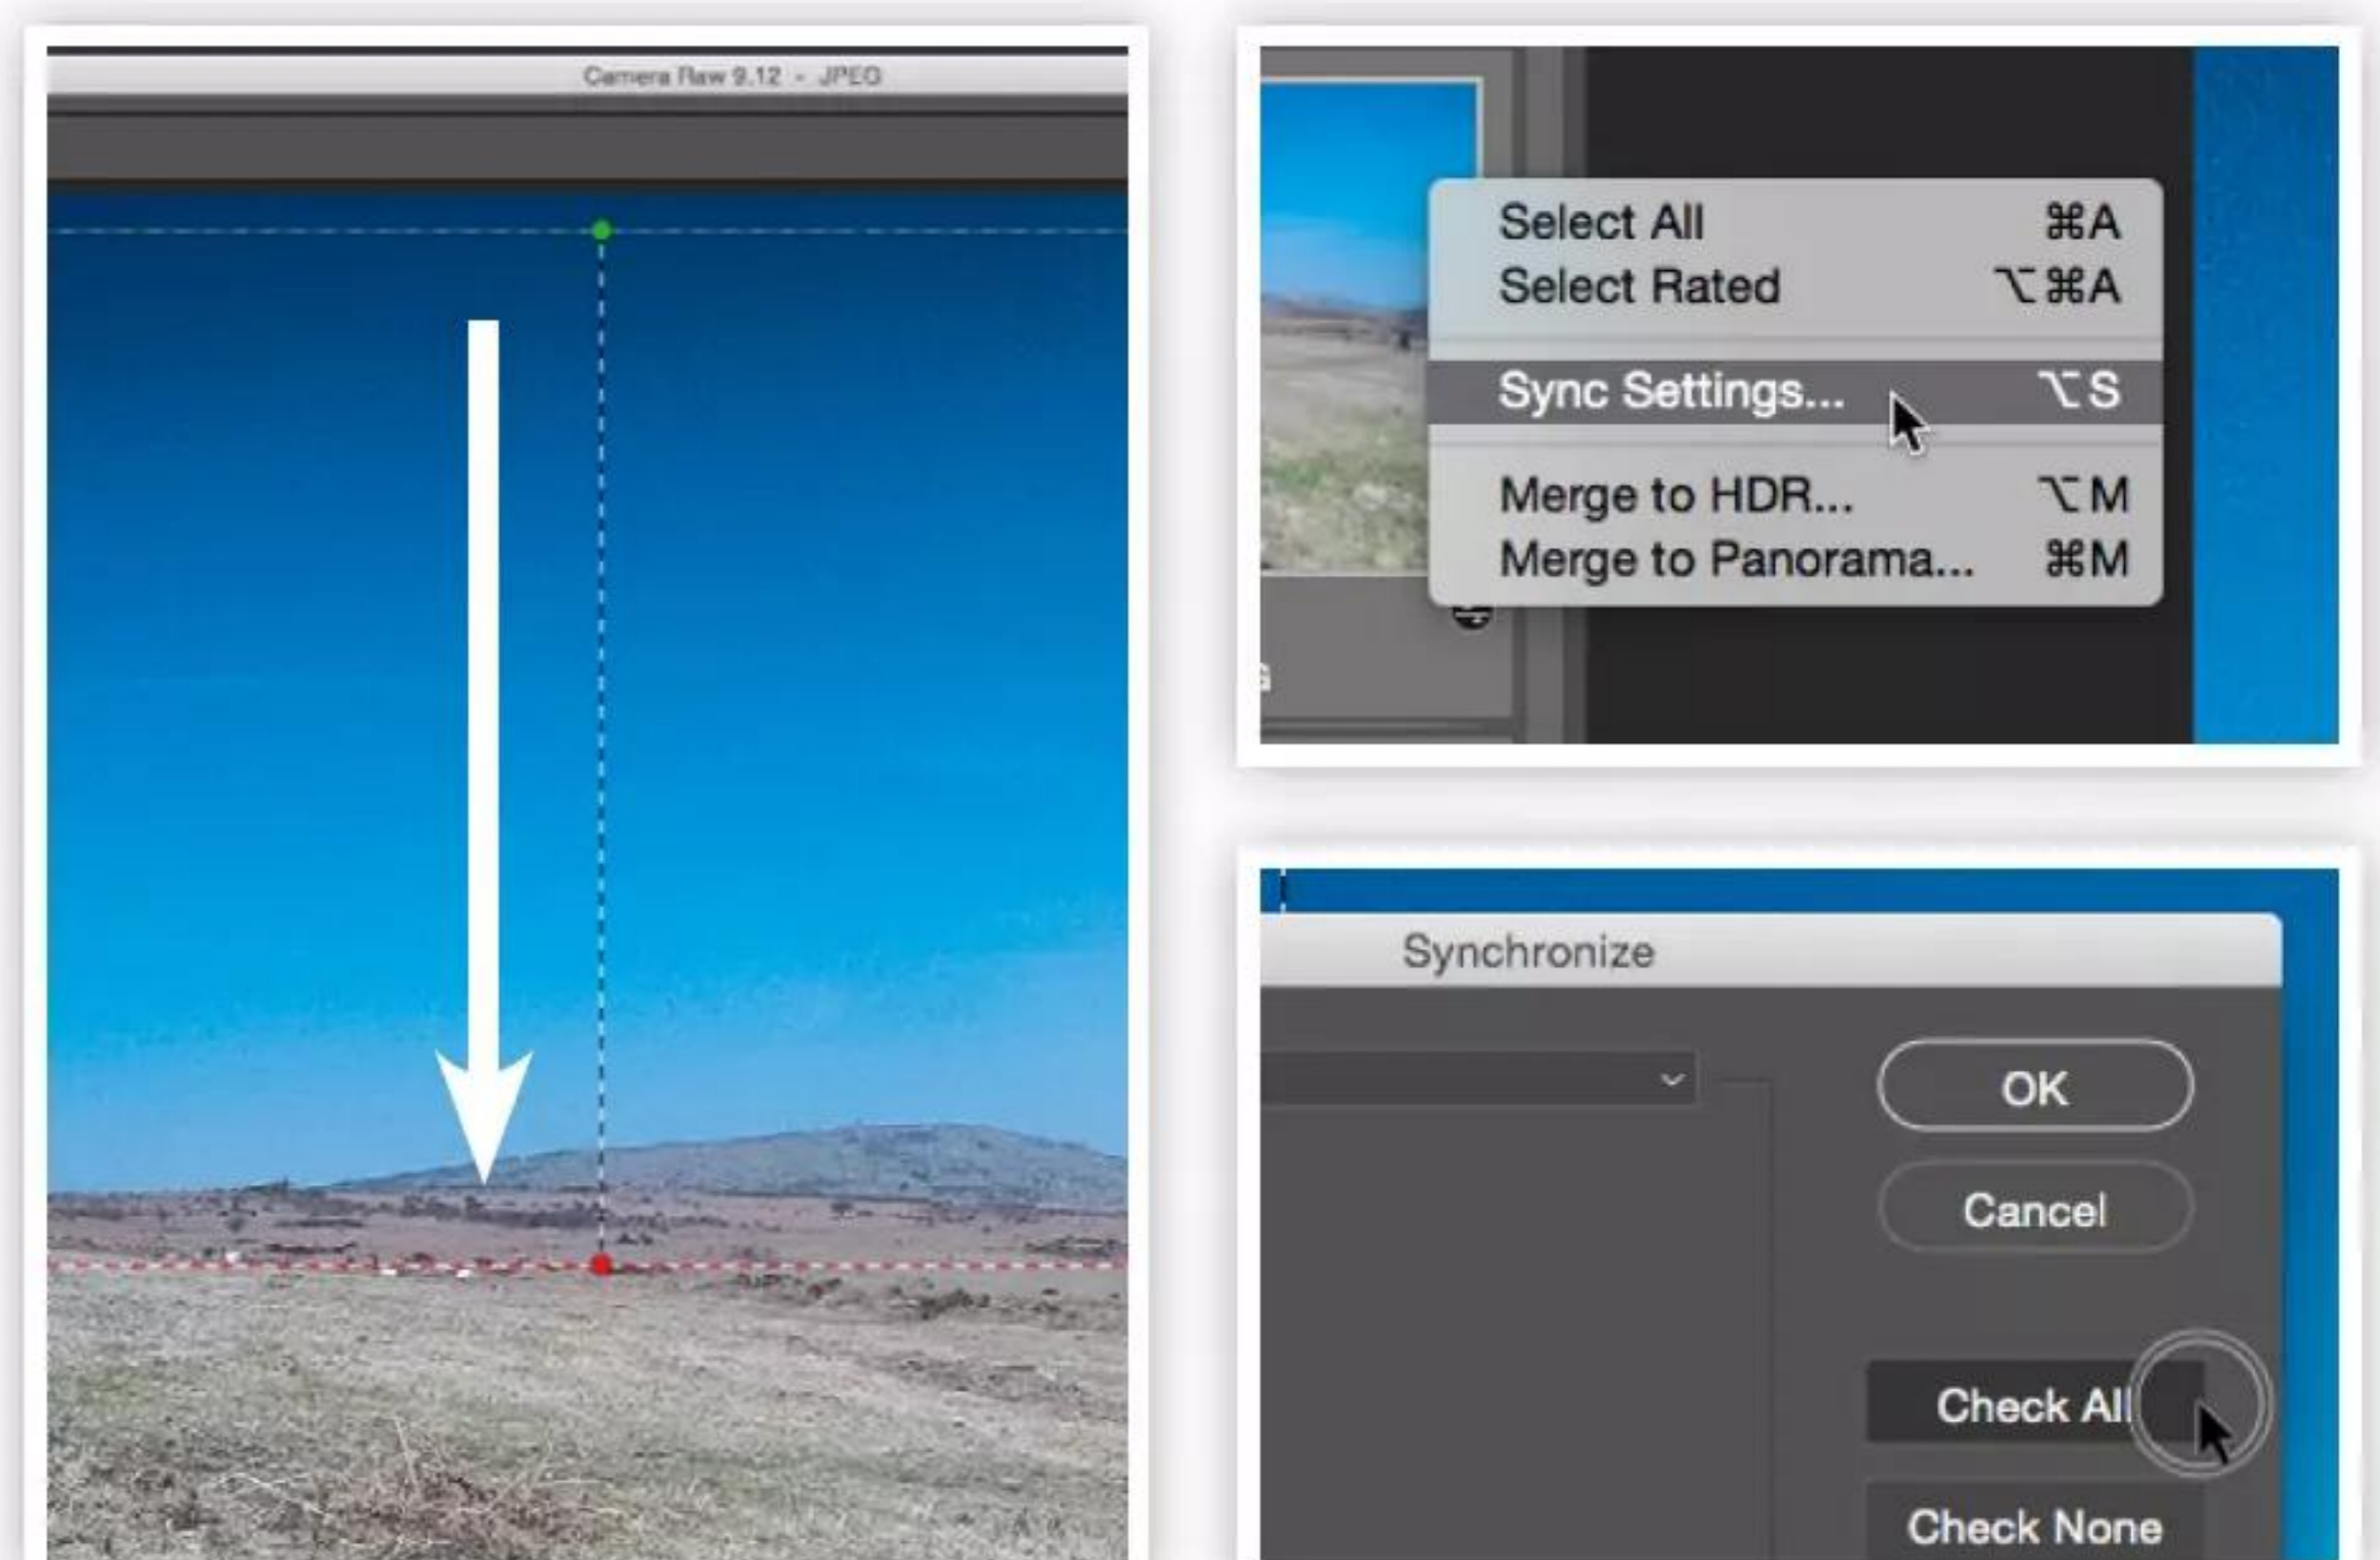 Camera Raw 9.12 - JPEG
Select All ⌘A
Select Rated ⌥⌘A
Sync Settings... ⌥S
Merge to HDR... ⌥M
Merge to Panorama... ⌘M
G
Synchronize
OK
Cancel
Check All
Check None